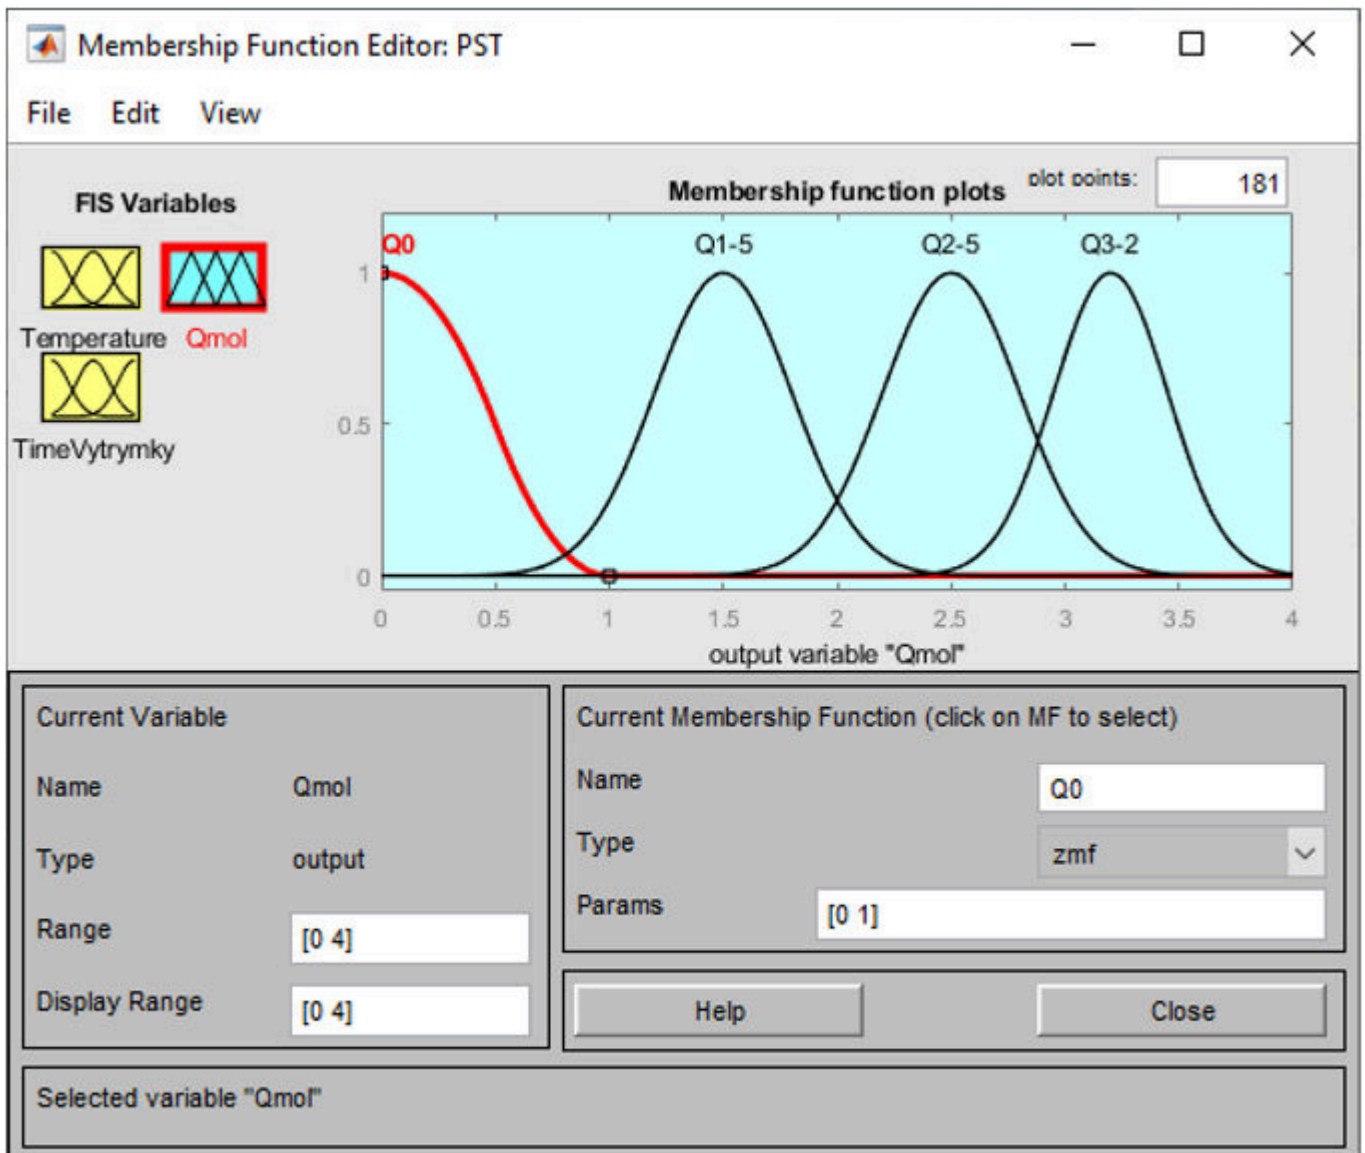 Membership Function Editor: PST
File Edit View
FIS Variables
Temperature Qmol
TimeVytrymky
Membership function plots plot points: 181
Q0 Q1-5 Q2-5 Q3-2
1
0.5
0
0 0.5 1 1.5 2 2.5 3 3.5 4
output variable "Qmol"
Current Variable
Name Qmol
Type output
Range [0 4]
Display Range [0 4]
Current Membership Function (click on MF to select)
Name Q0
Type zmf
Params [0 1]
Help Close
Selected variable "Qmol"